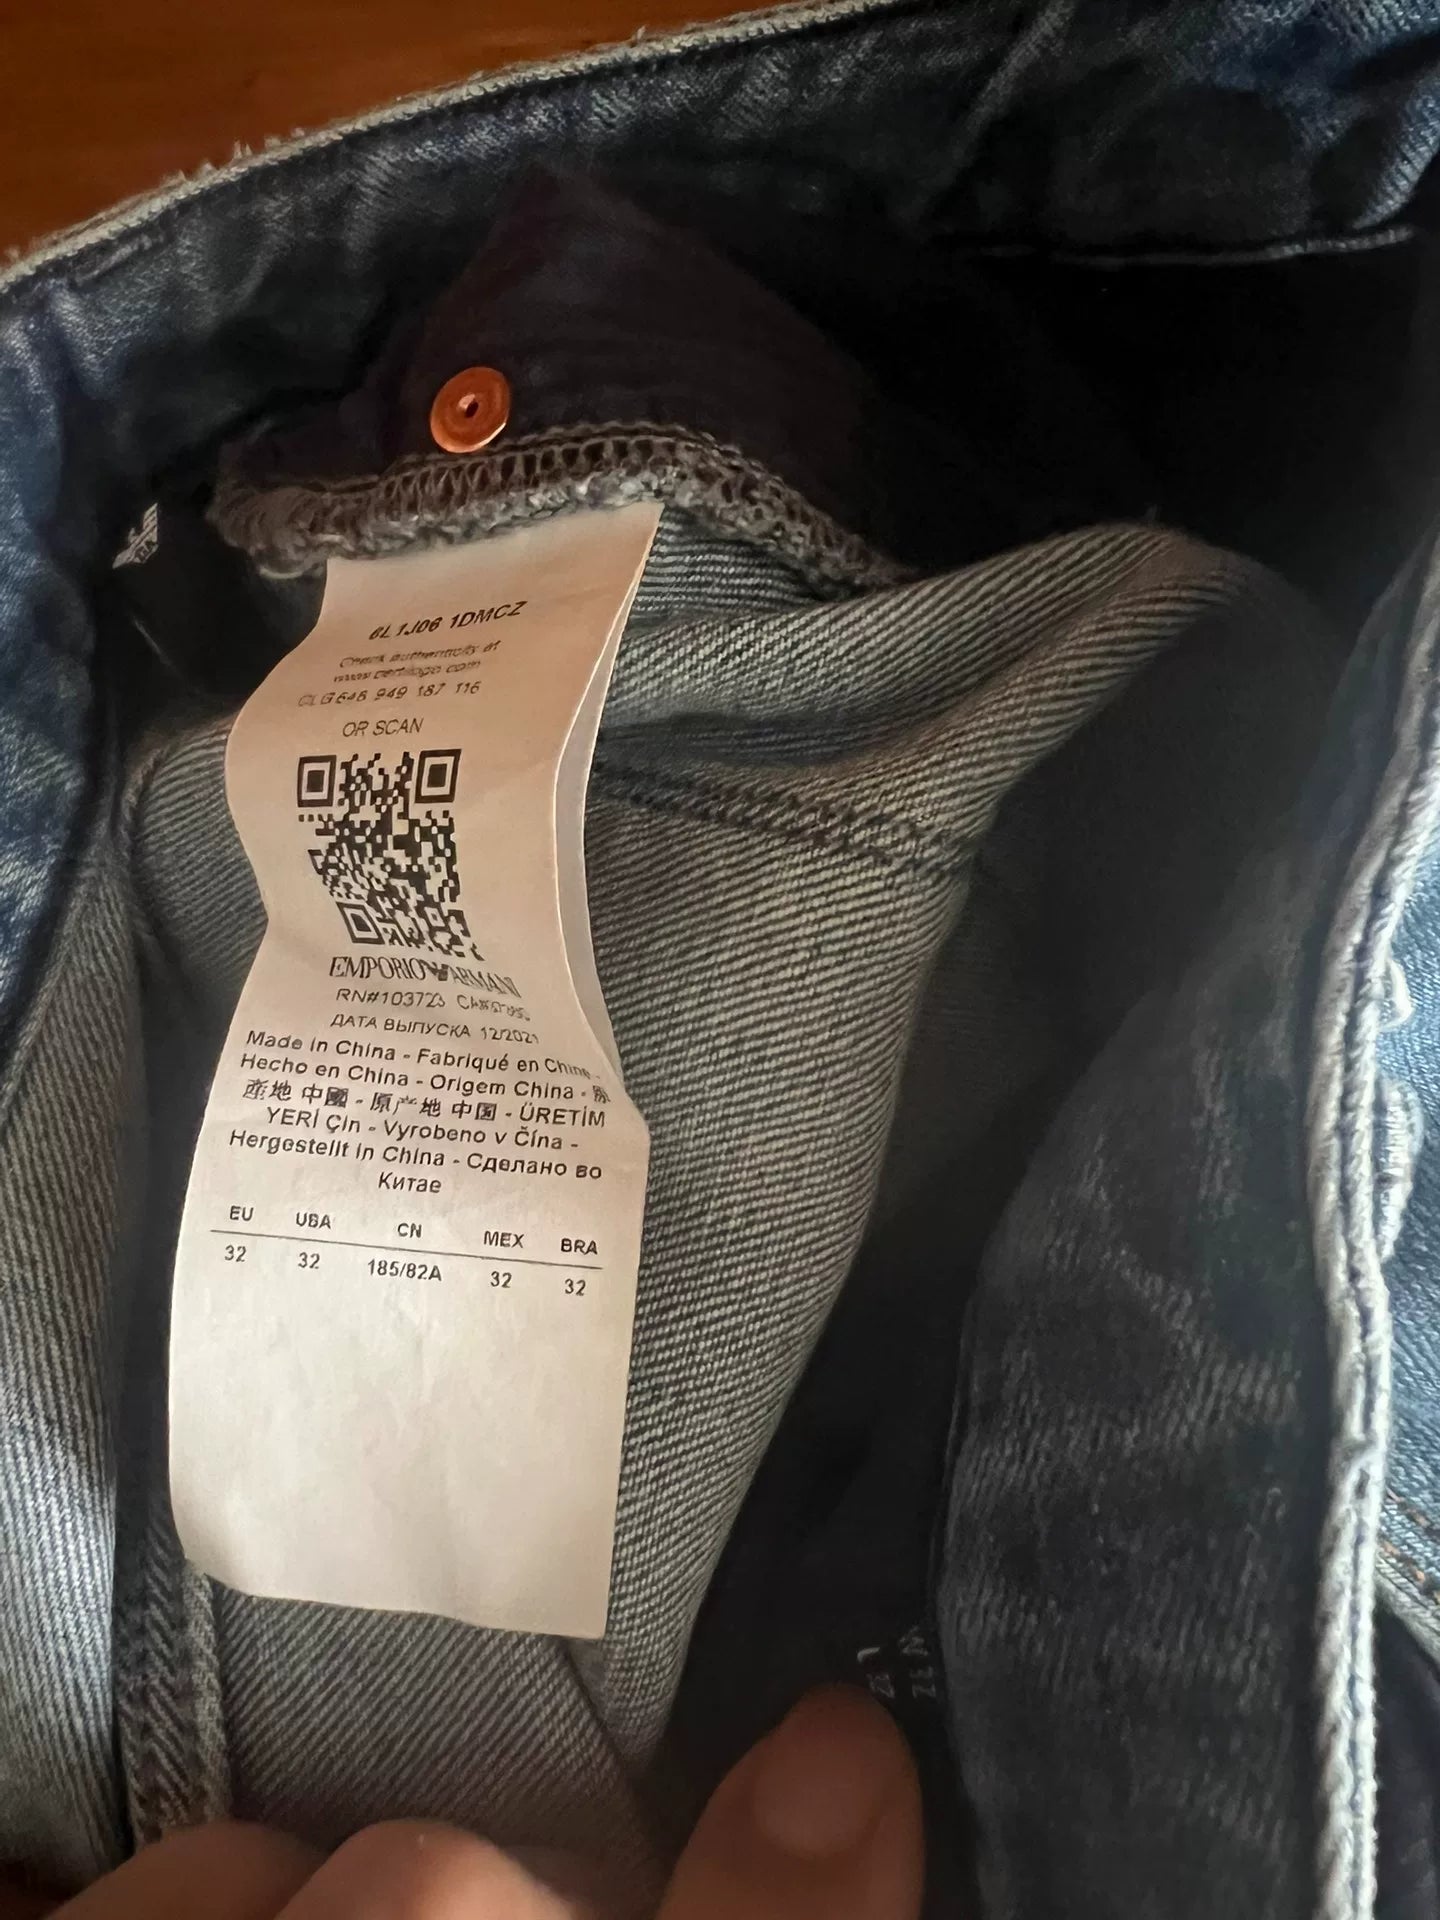 6L1J06 1DMCZ
Check authenticity at
www.certilogo.com
CLG 646 949 187 116
OR SCAN
EMPORIO ARMANI
RN#103723
ДАТА ВЫПУСКА 12/2021
Made in China - Fabriqué en Chine -
Hecho en China - Origem China - 原
産地 中國 - 原产地 中国 - ÜRETİM
YERİ Çin - Vyrobeno v Čína -
Hergestellt in China - Сделано во
Китае
EU USA CN MEX BRA
32 32 185/82A 32 32